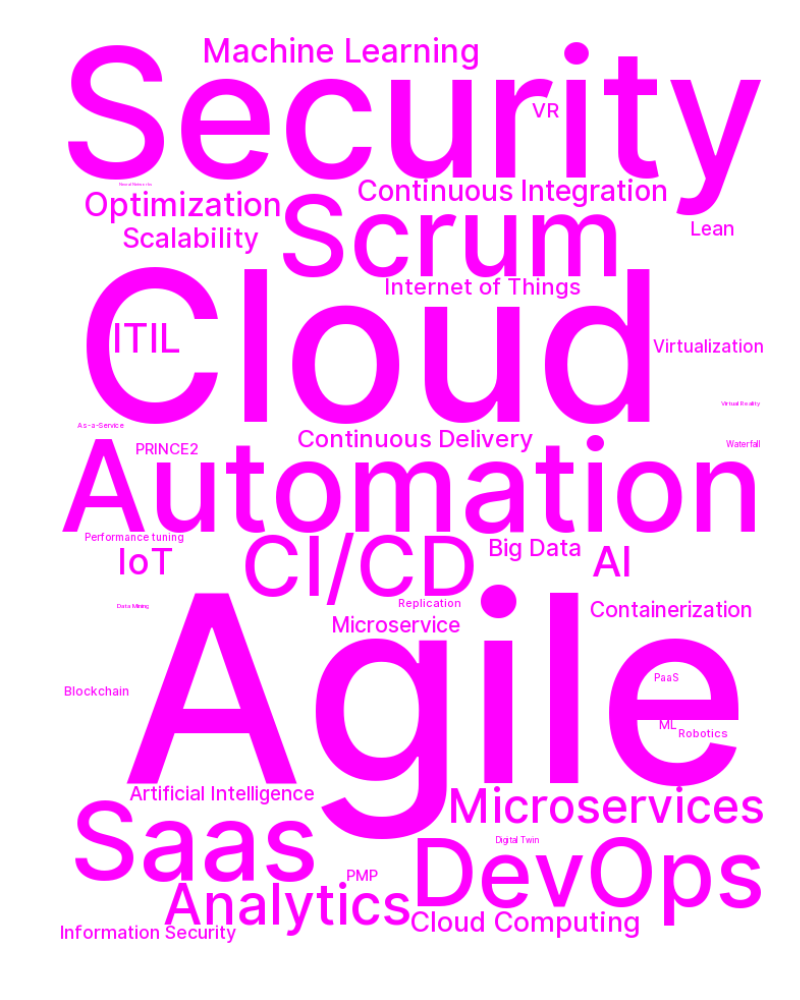 Machine Learning
Security
VR
Continuous Integration
Optimization
Scrum
Lean
Scalability
Internet of Things
Cloud
ITIL
Virtualization
Virtual Reality
As-a-Service
Continuous Delivery
Waterfall
PRINCE2
Automation
Performance tuning
CI/CD
Big Data
IoT
AI
Replication
Data Mining
Containerization
Microservice
Agile
PaaS
Blockchain
ML
Robotics
Artificial Intelligence
Microservices
Saas
Digital Twin
DevOps
PMP
Analytics
Cloud Computing
Information Security